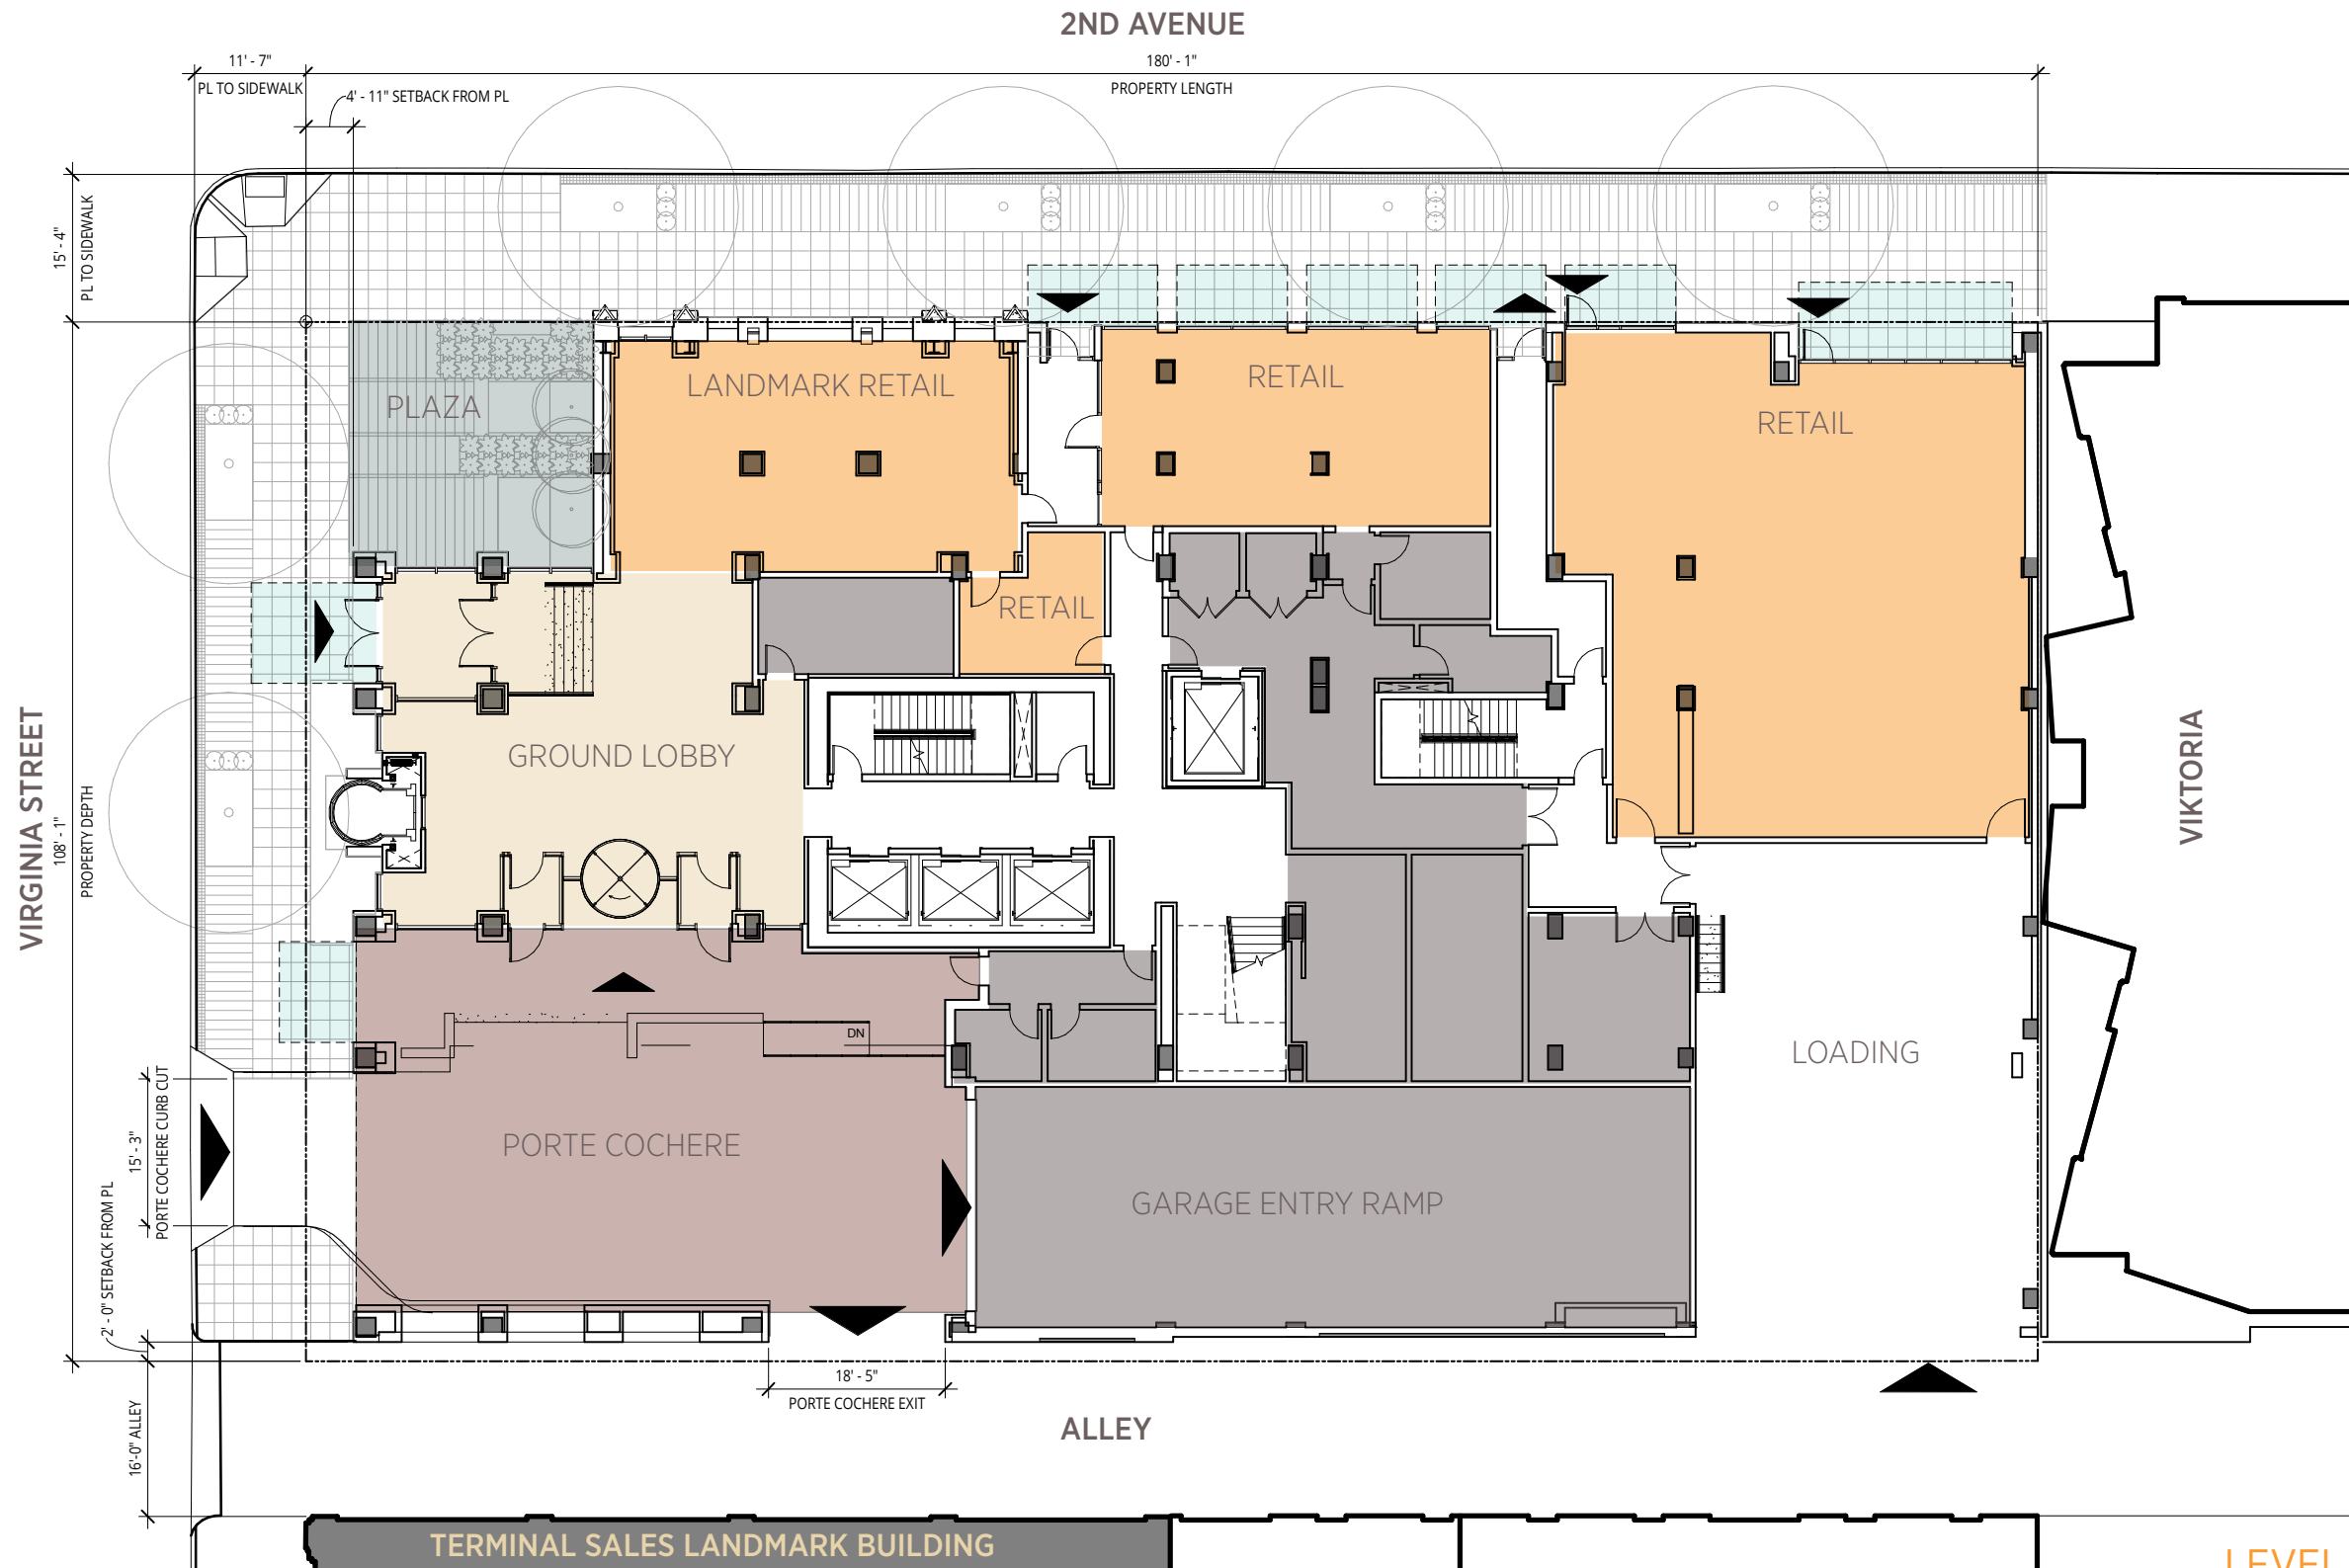 2ND AVENUE
11' - 7"
180' - 1"
PL TO SIDEWALK
PROPERTY LENGTH
4' - 11" SETBACK FROM PL
15' - 4"
PL TO SIDEWALK
LANDMARK RETAIL
RETAIL
PLAZA
RETAIL
RETAIL
GROUND LOBBY
VIRGINIA STREET
108' - 1"
PROPERTY DEPTH
VIKTORIA
DN
LOADING
15' - 3"
PORTE COCHERE CURB CUT
PORTE COCHERE
GARAGE ENTRY RAMP
2' - 0" SETBACK FROM PL
18' - 5"
PORTE COCHERE EXIT
16'-0" ALLEY
ALLEY
TERMINAL SALES LANDMARK BUILDING
LEVEL